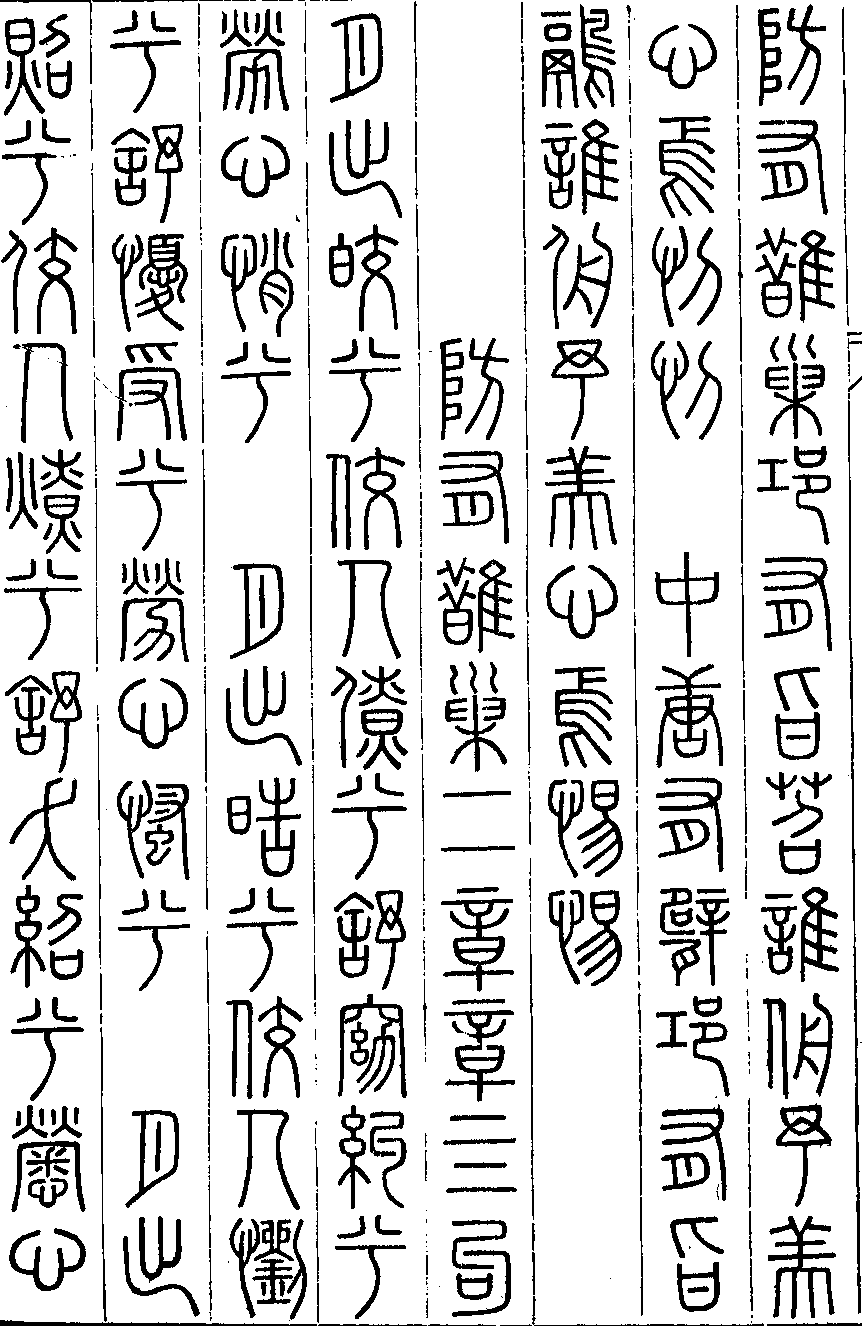 防有鵲巢邛有旨苕誰侜予美
心焉忉忉　中唐有甓邛有旨
鷊誰侜予美心焉惕惕
防有鵲巢二章章四句
月出皎兮佼人僚兮舒窈糾兮
勞心悄兮　月出晧兮佼人懰
兮舒懮受兮勞心慅兮　月出
照兮佼人燎兮舒夭紹兮勞心